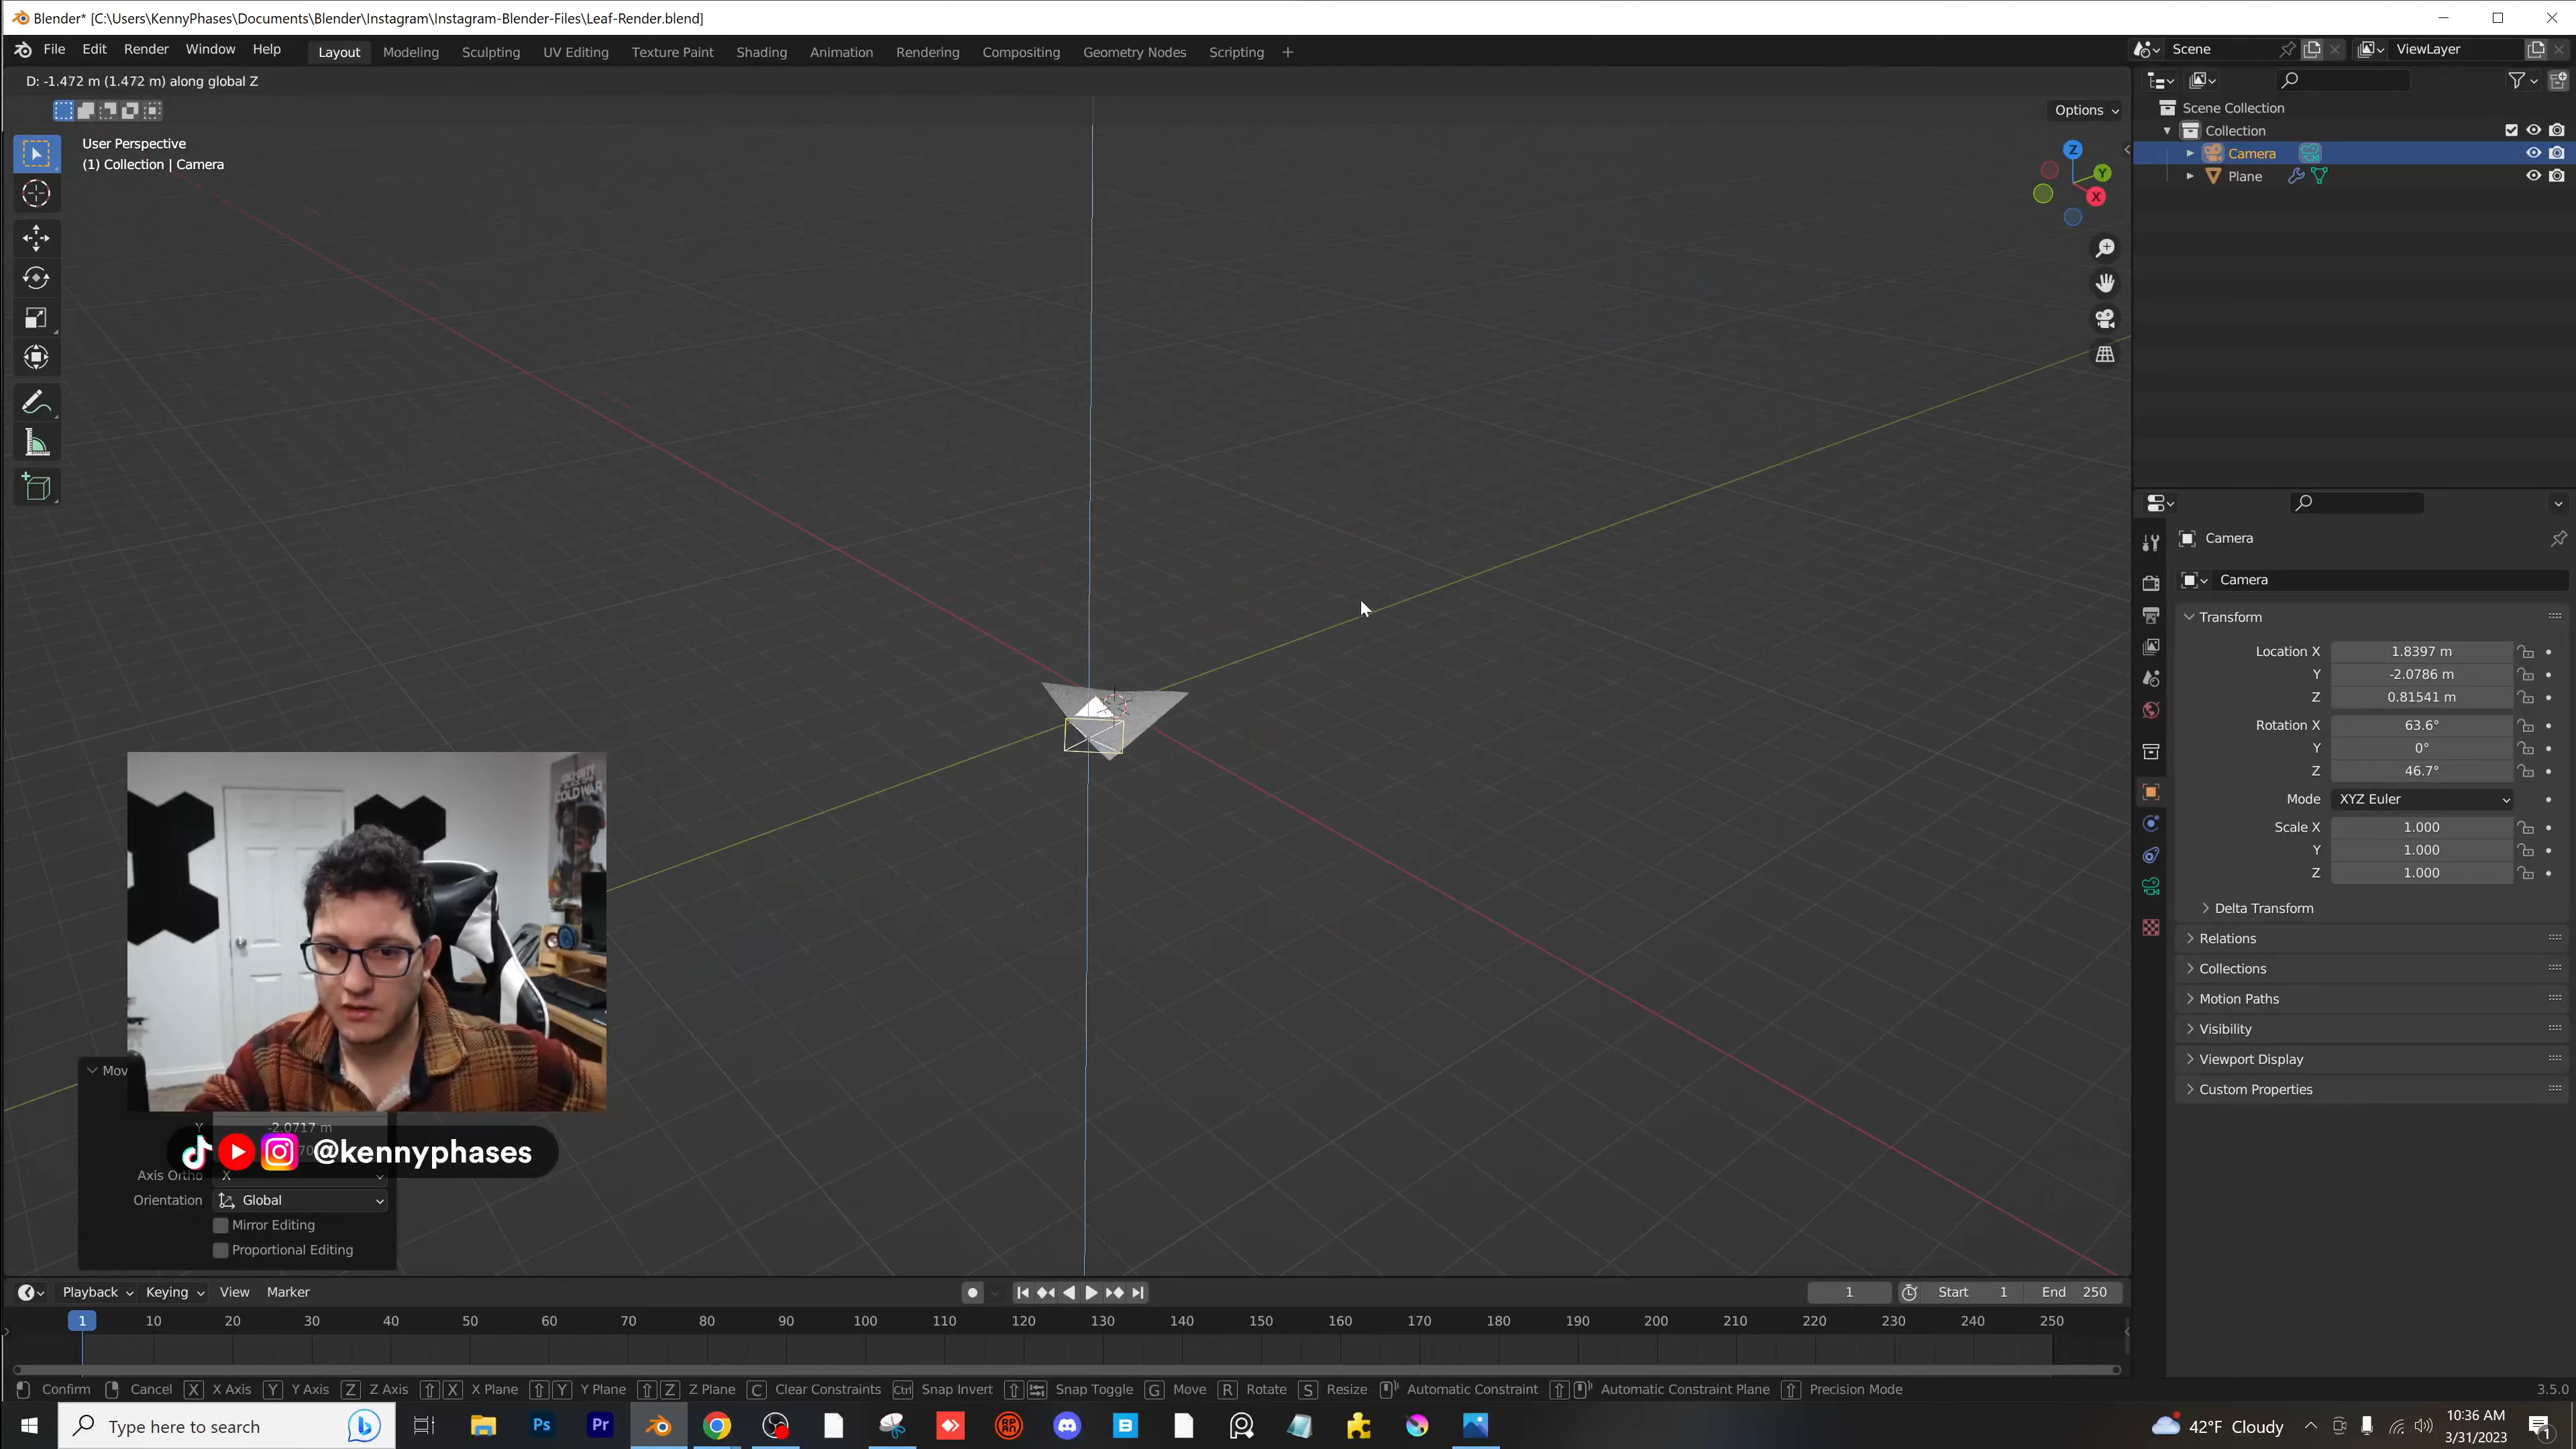 Blender* [C:\Users\KennyPhases\Documents\Blender\Instagram\Instagram-Blender-Files\Leaf-Render.blend]
File Edit Render Window Help Layout Modeling Sculpting UV Editing Texture Paint Shading Animation Rendering Compositing Geometry Nodes Scripting + Scene ViewLayer
D: -1.472 m (1.472 m) along global Z
Options
User Perspective
(1) Collection | Camera
Z
Y
X
Scene Collection
Collection
Camera
Plane
Camera
Camera
Transform
Location X 1.8397 m
Y -2.0786 m
Z 0.81541 m
Rotation X 63.6°
Y 0°
Z 46.7°
Mode XYZ Euler
Scale X 1.000
Y 1.000
Z 1.000
Delta Transform
Relations
Collections
Motion Paths
Visibility
Viewport Display
Custom Properties
COLD WAR
Mov
Y -2.0717 m
@kennyphases
Axis Ortho X
Orientation Global
Mirror Editing
Proportional Editing
Playback Keying View Marker 1 Start 1 End 250
1 10 20 30 40 50 60 70 80 90 100 110 120 130 140 150 160 170 180 190 200 210 220 230 240 250
Confirm Cancel X X Axis Y Y Axis Z Z Axis X X Plane Y Y Plane Z Z Plane C Clear Constraints Ctrl Snap Invert Snap Toggle G Move R Rotate S Resize Automatic Constraint Automatic Constraint Plane Precision Mode 3.5.0
Type here to search Ps Pr 42°F Cloudy 10:36 AM
3/31/2023 1